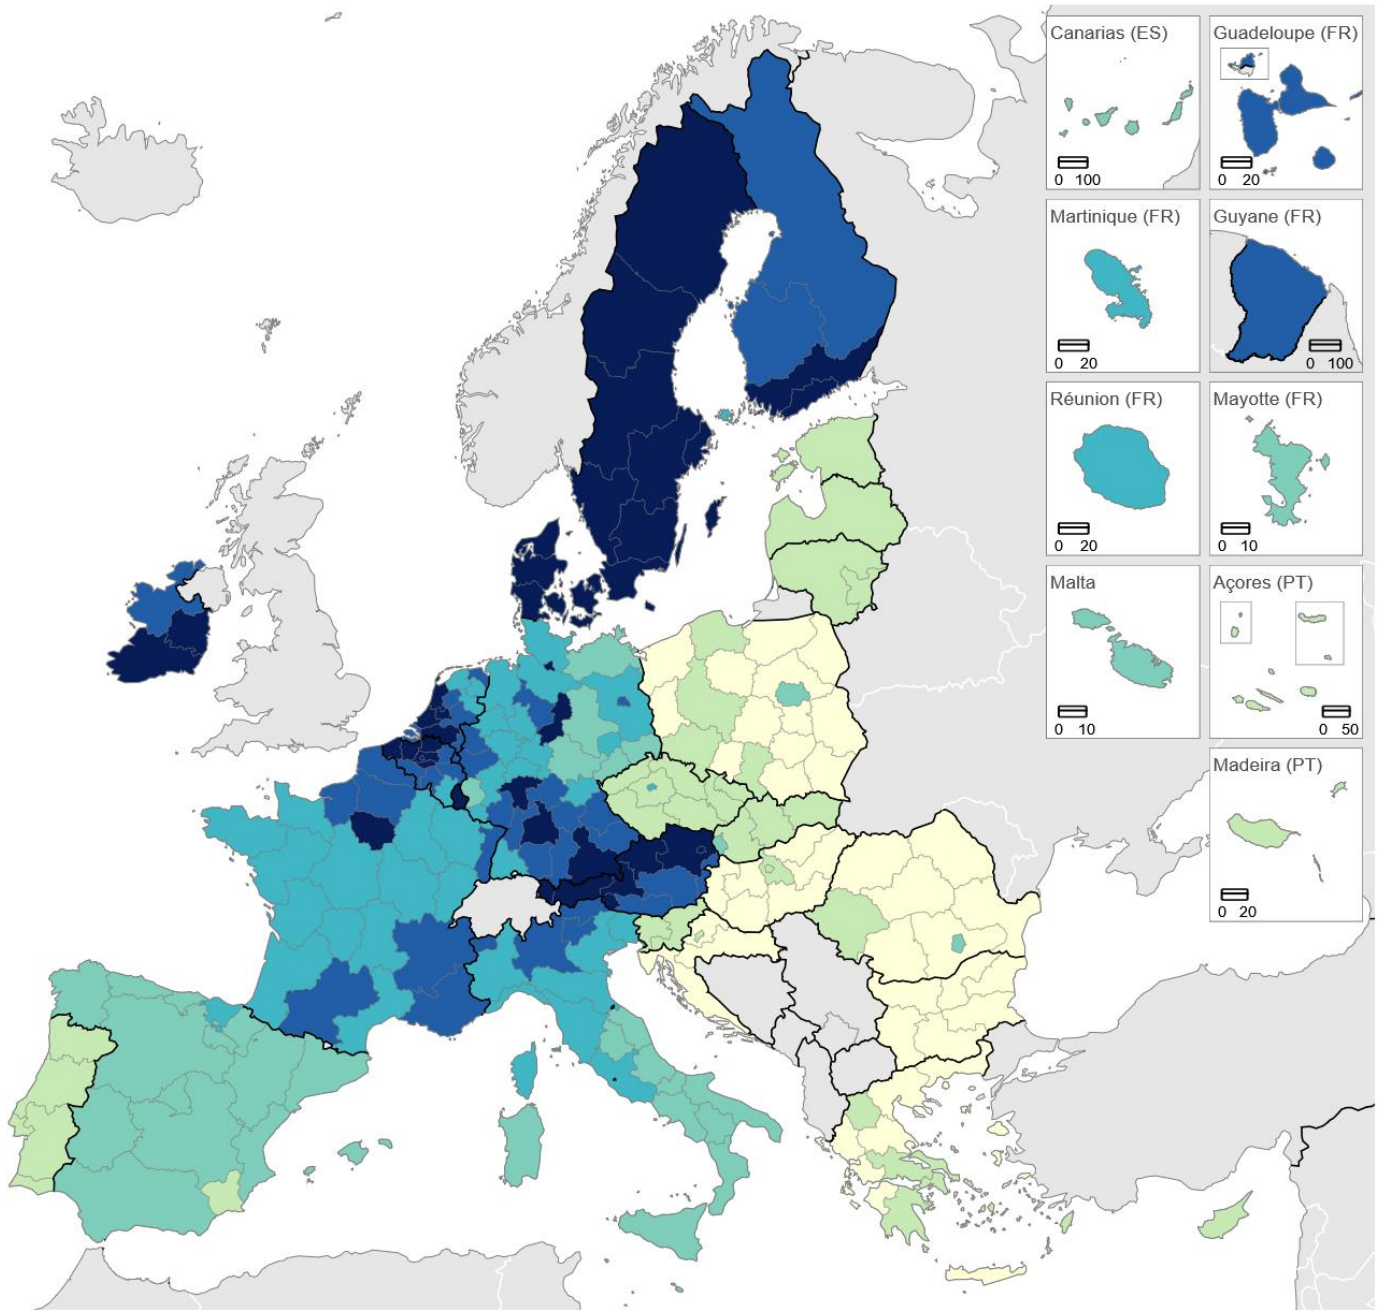 Canarias (ES)
0 100
Guadeloupe (FR)
0 20
Martinique (FR)
0 20
Guyane (FR)
0 100
Réunion (FR)
0 20
Mayotte (FR)
0 10
Malta
0 10
Açores (PT)
0 50
Madeira (PT)
0 20